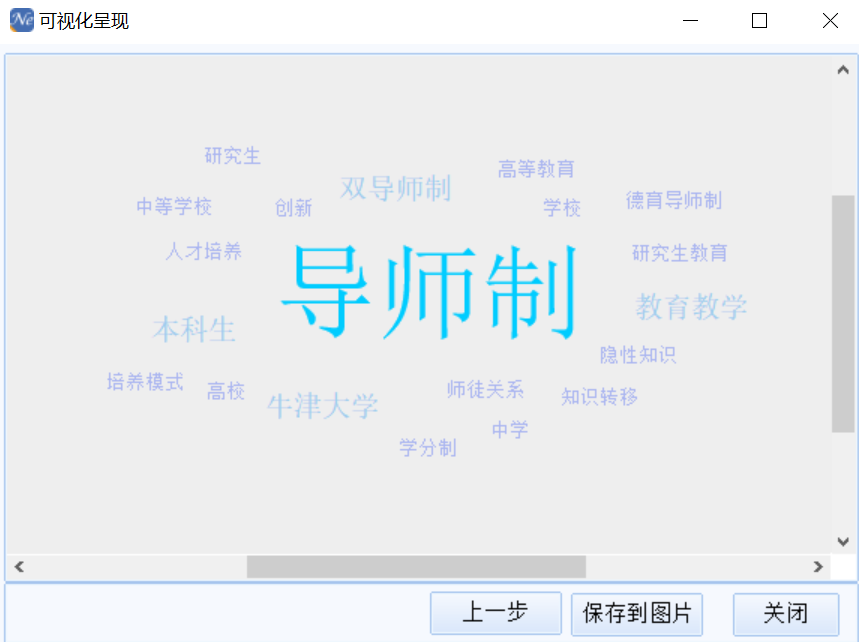 可视化呈现
研究生
高等教育
双导师制
德育导师制
中等学校
创新
学校
人才培养
研究生教育
导师制
教育教学
本科生
隐性知识
培养模式
高校
师徒关系
知识转移
牛津大学
中学
学分制
上一步
保存到图片
关闭